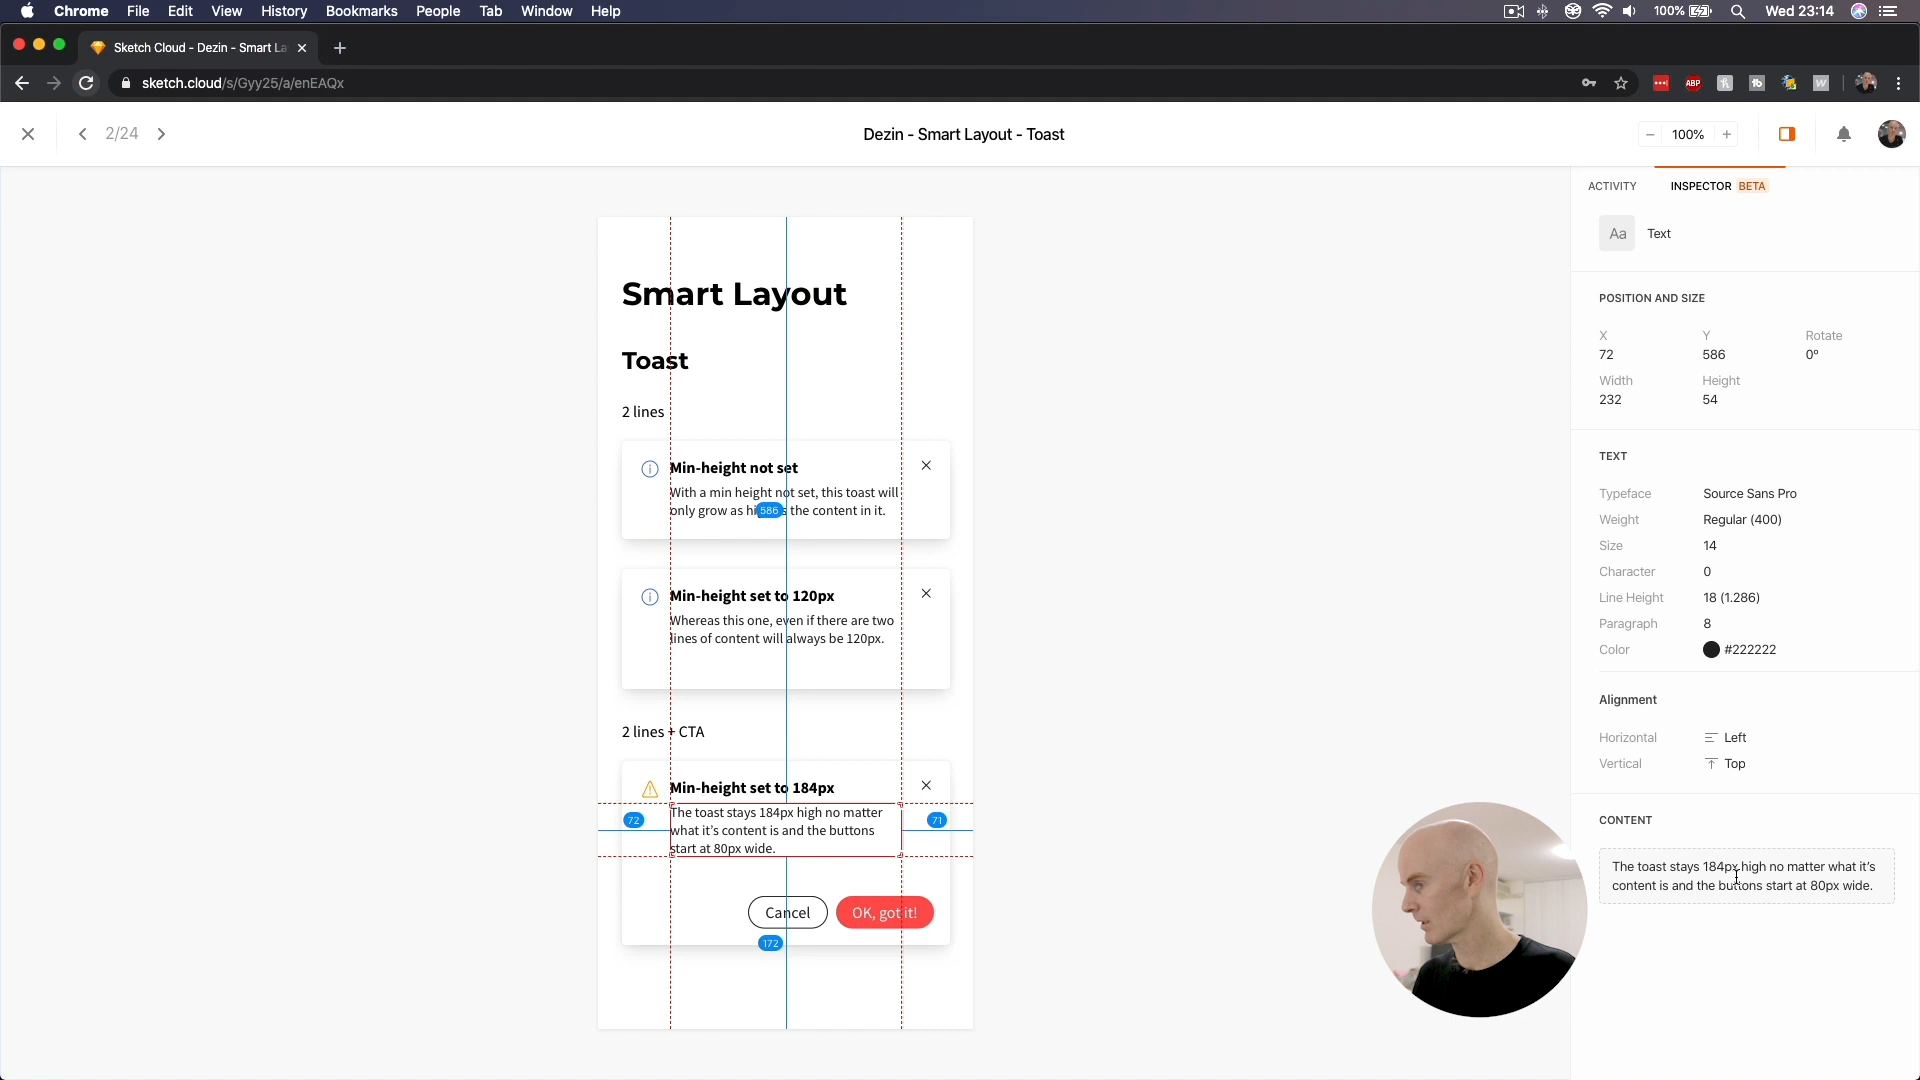 Chrome File Edit View History Bookmarks People Tab Window Help
100% Wed 23:14
Sketch Cloud - Dezin - Smart La
sketch.cloud/s/Gyy25/a/enEAQx
ABP
tb
W
2/24
Dezin - Smart Layout - Toast
100%
ACTIVITY
INSPECTOR BETA
Aa Text
POSITION AND SIZE
X Y Rotate
72 586 0º
Width Height
232 54
TEXT
Typeface Source Sans Pro
Weight Regular (400)
Size 14
Character 0
Line Height 18 (1.286)
Paragraph 8
Color #222222
Alignment
Horizontal Left
Vertical Top
CONTENT
The toast stays 184px high no matter what it's
content is and the buttons start at 80px wide.
Smart Layout
Toast
2 lines
Min-height not set
With a min height not set, this toast will
only grow as hi 586 s the content in it.
Min-height set to 120px
Whereas this one, even if there are two
lines of content will always be 120px.
2 lines + CTA
Min-height set to 184px
The toast stays 184px high no matter
72 71
what it's content is and the buttons
start at 80px wide.
Cancel OK, got it!
172